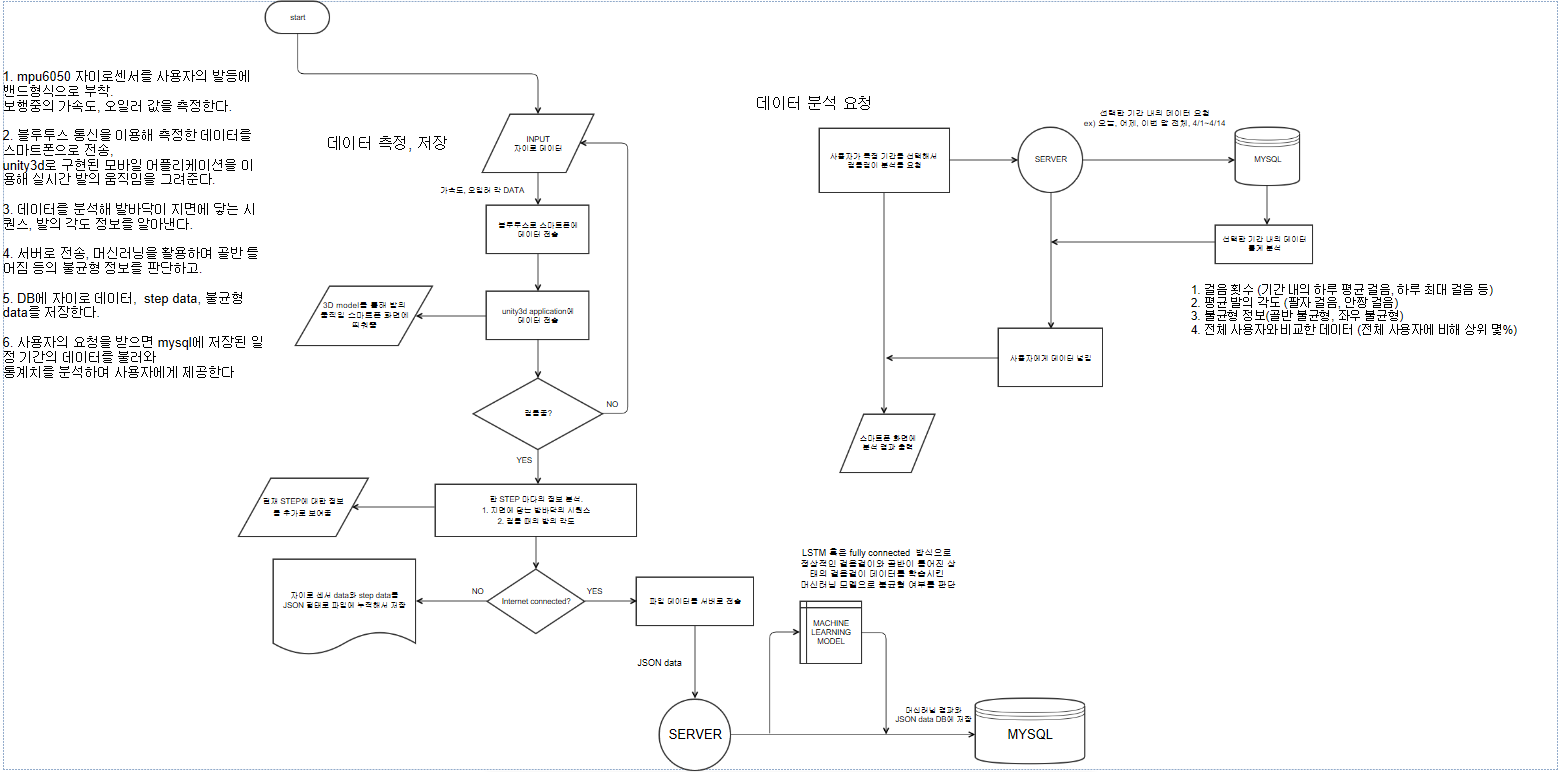 start
1. mpu6050 자이로센서를 사용자의 발등에
밴드형식으로 부착.
보행중의 가속도, 오일러 값을 측정한다.
2. 블루투스 통신을 이용해 측정한 데이터를
스마트폰으로 전송,
unity3d로 구현된 모바일 어플리케이션을 이
용해 실시간 발의 움직임을 그려준다.
3. 데이터를 분석해 발바닥이 지면에 닿는 시
퀀스, 발의 각도 정보를 알아낸다.
4. 서버로 전송, 머신러닝을 활용하여 골반 틀
어짐 등의 불균형 정보를 판단하고.
5. DB에 자이로 데이터,  step data, 불균형
data를 저장한다.
6. 사용자의 요청을 받으면 mysql에 저장된 일
정 기간의 데이터를 불러와
통계치를 분석하여 사용자에게 제공한다
데이터 측정, 저장
INPUT
자이로 데이터
가속도, 오일러 각 DATA
블루투스로 스마트폰에
데이터 전송
unity3d application에
데이터 전송
3D model를 통해 발의
움직임 스마트폰 화면에
띄워줌
걸음중?
NO
YES
한 STEP 마다의 정보 분석.
1. 지면에 닿는 발바닥의 시퀀스
2. 걸을 때의 발의 각도
현재 STEP에 대한 정보
를 추가로 보여줌
Internet connected?
NO
YES
자이로 센서 data와 step data를
JSON 형태로 파일에 누적해서 저장
파일 데이터를 서버로 전송
JSON data
SERVER
LSTM 혹은 fully connected  방식으로
정상적인 걸음걸이와 골반이 틀어진 상
태의 걸음걸이 데이터를 학습시킨
머신러닝 모델으로 불균형 여부를 판단
MACHINE
LEARNING
MODEL
머신러닝 결과와
JSON data DB에 저장
MYSQL
데이터 분석 요청
사용자가 특정 기간를 선택해서
걸음걸이 분석를 요청
SERVER
선택한 기간 내의 데이터 요청
ex) 오늘, 어제, 이번 달 전체, 4/1~4/14
MYSQL
선택한 기간 내의 데이터
통계 분석
1. 걸음 횟수 (기간 내의 하루 평균 걸음, 하루 최대 걸음 등)
2. 평균 발의 각도 (팔자 걸음, 안짱 걸음)
3. 불균형 정보(골반 불균형, 좌우 불균형)
4. 전체 사용자와 비교한 데이터 (전체 사용자에 비해 상위 몇%)
사용자에게 데이터 넘김
스마트폰 화면에
분석 결과 출력